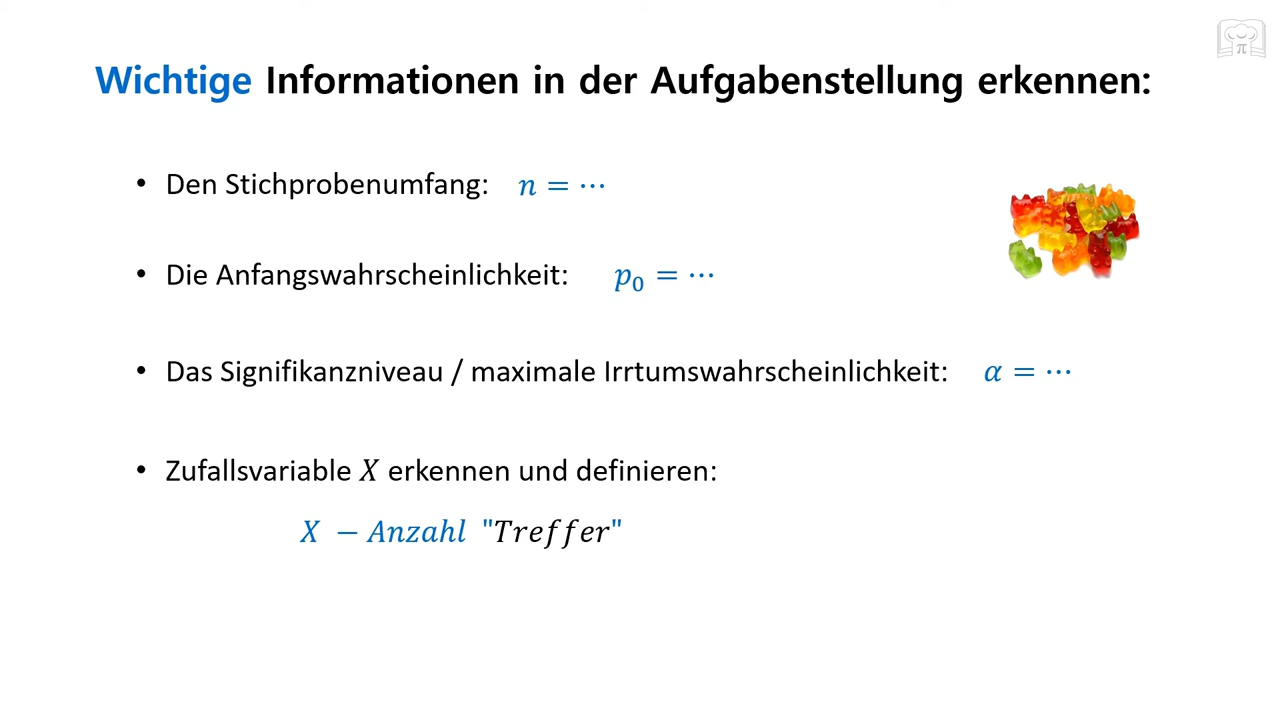 Wichtige Informationen in der Aufgabenstellung erkennen:
• Den Stichprobenumfang: n = ⋯
• Die Anfangswahrscheinlichkeit: p₀ = ⋯
• Das Signifikanzniveau / maximale Irrtumswahrscheinlichkeit: α = ⋯
• Zufallsvariable X erkennen und definieren:
X − Anzahl "Treffer"
π